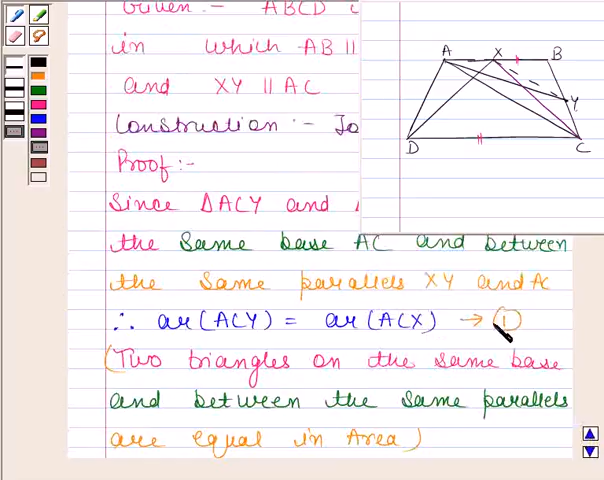 Given:- ABCD i
in which AB ||
and XY || AC
Construction:- Jo
Proof:-
Since ΔACY and
the same base AC and between
the same parallels XY and AC
∴ ar(ACY) = ar(ACX) → ①
(Two triangles on the same base
and between the same parallels
are equal in Area)
A X B
Y
D C